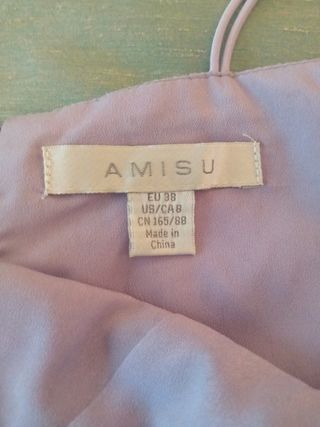 AMISU
EU 38
US/CA 8
CN 165/88
Made in
China